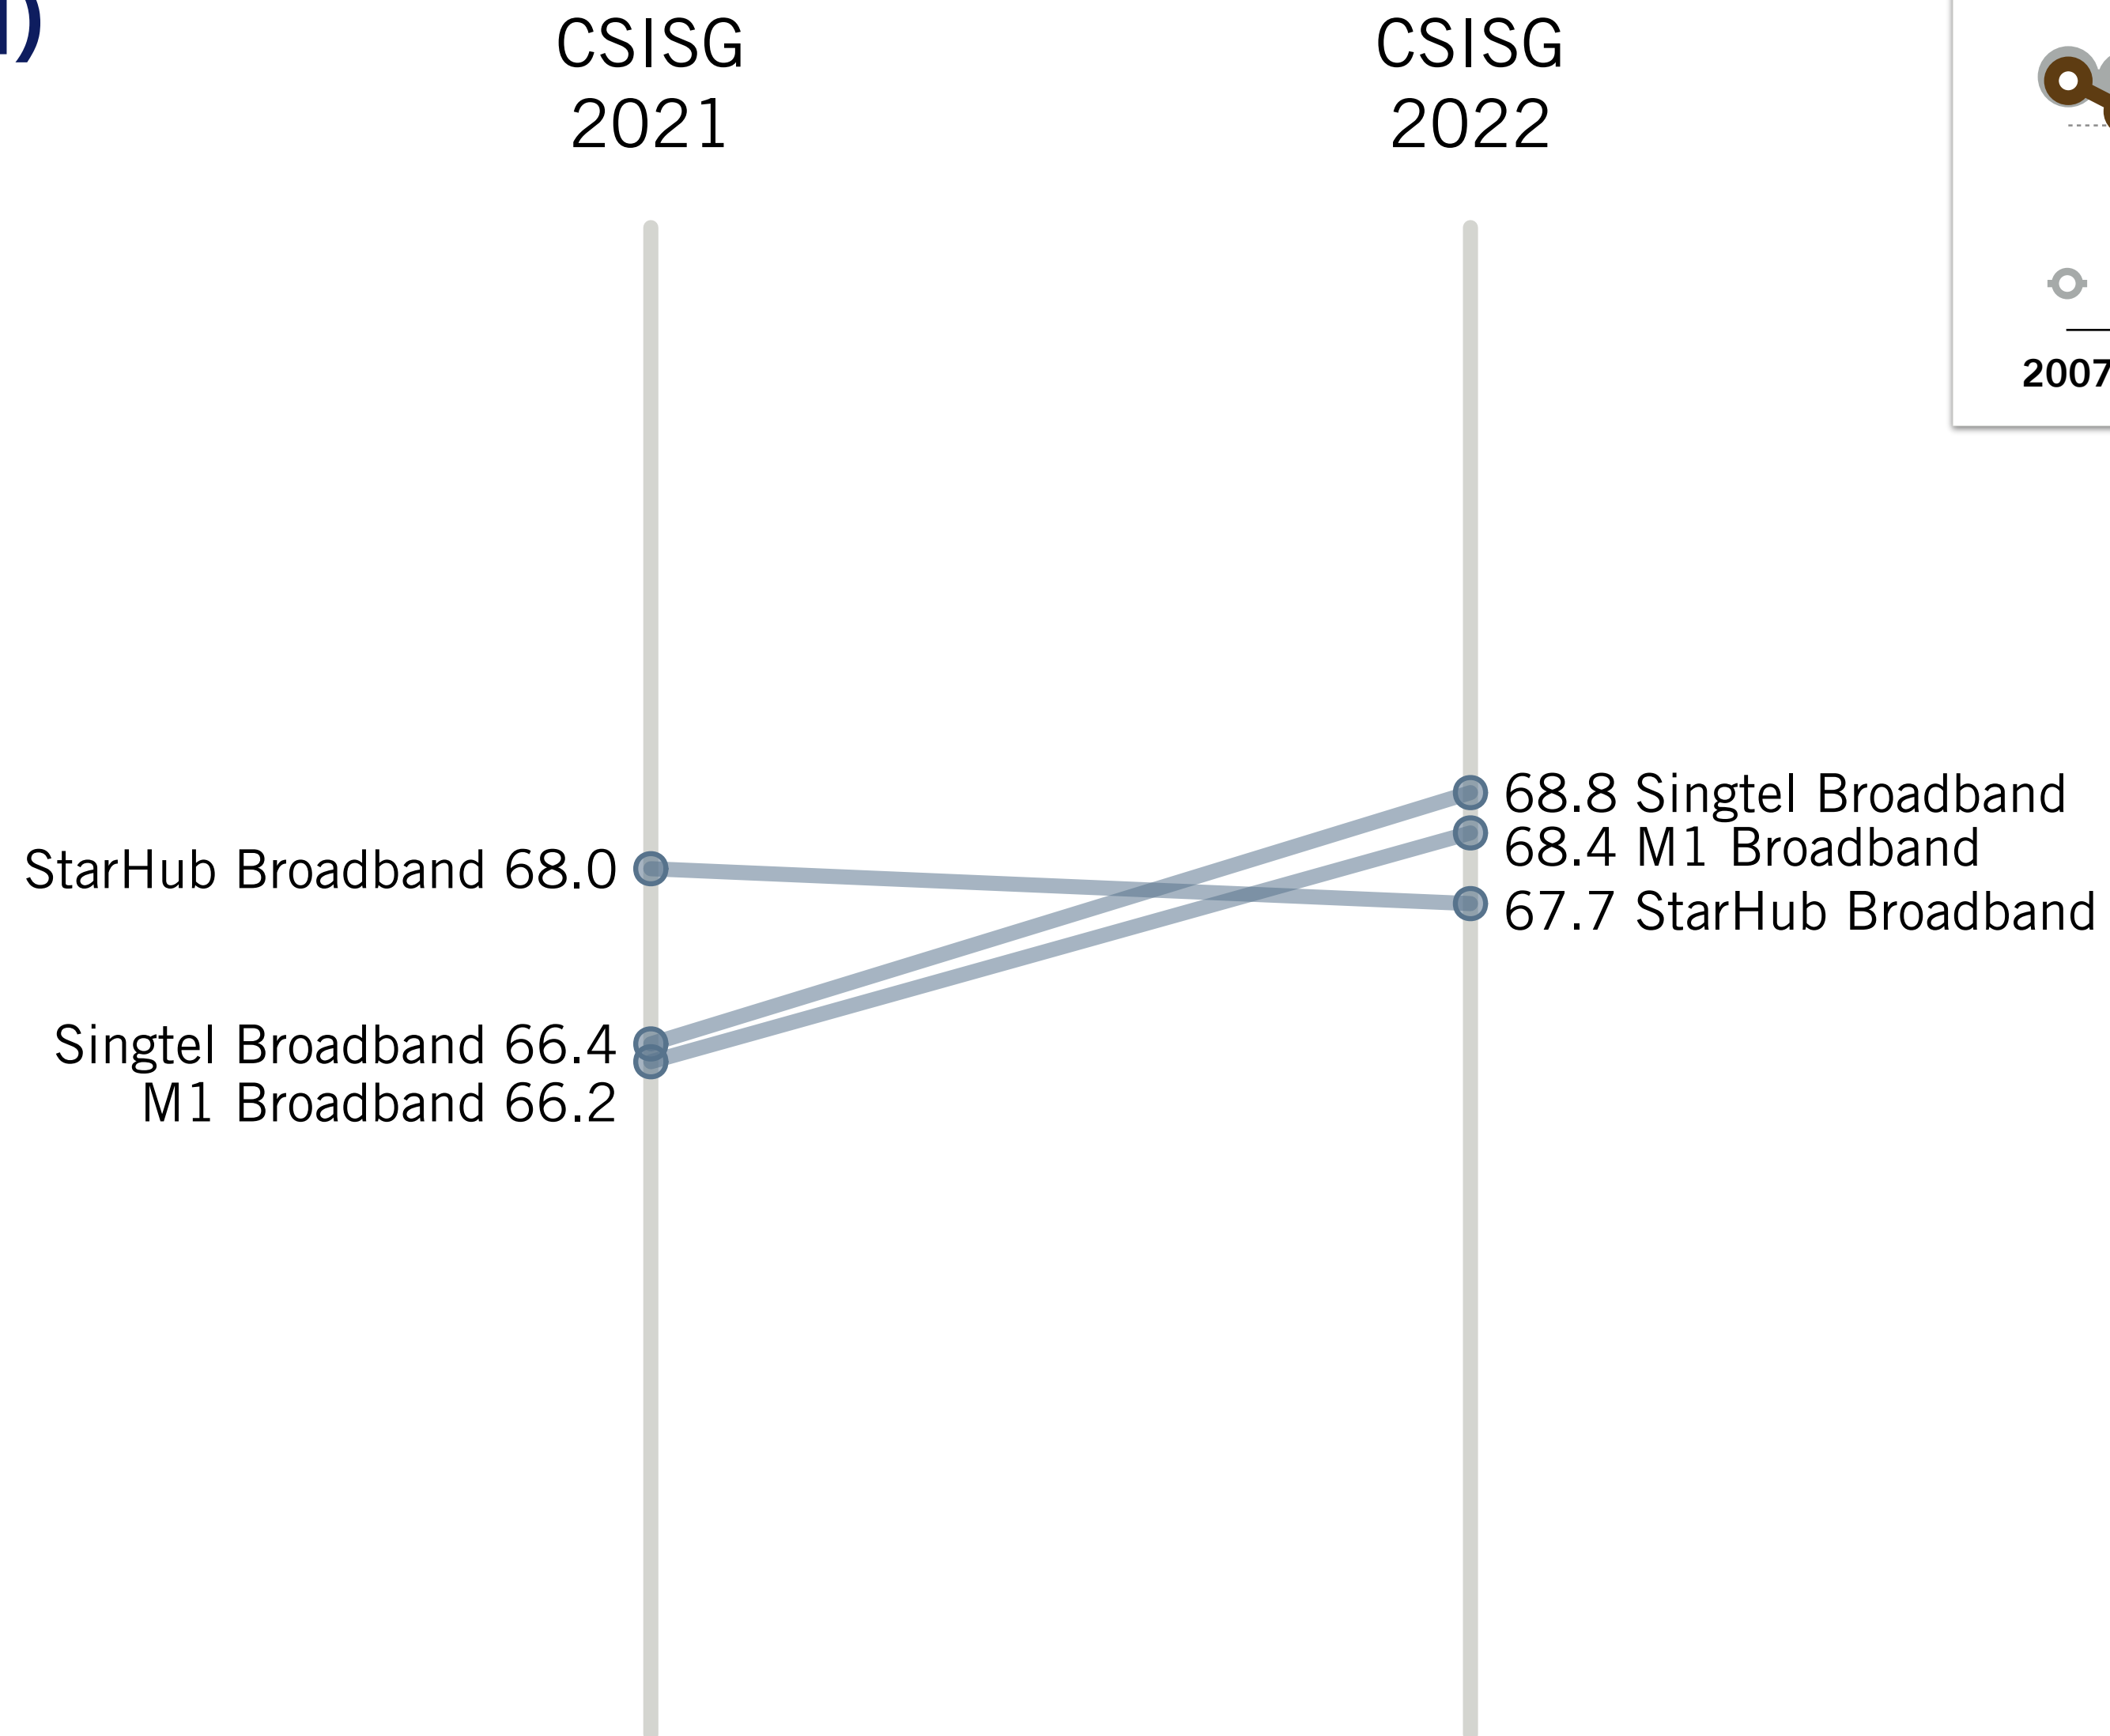 )
CSISG
2021
CSISG
2022
2007
StarHub Broadband 68.0
Singtel Broadband 66.4
M1 Broadband 66.2
68.8 Singtel Broadband
68.4 M1 Broadband
67.7 StarHub Broadband